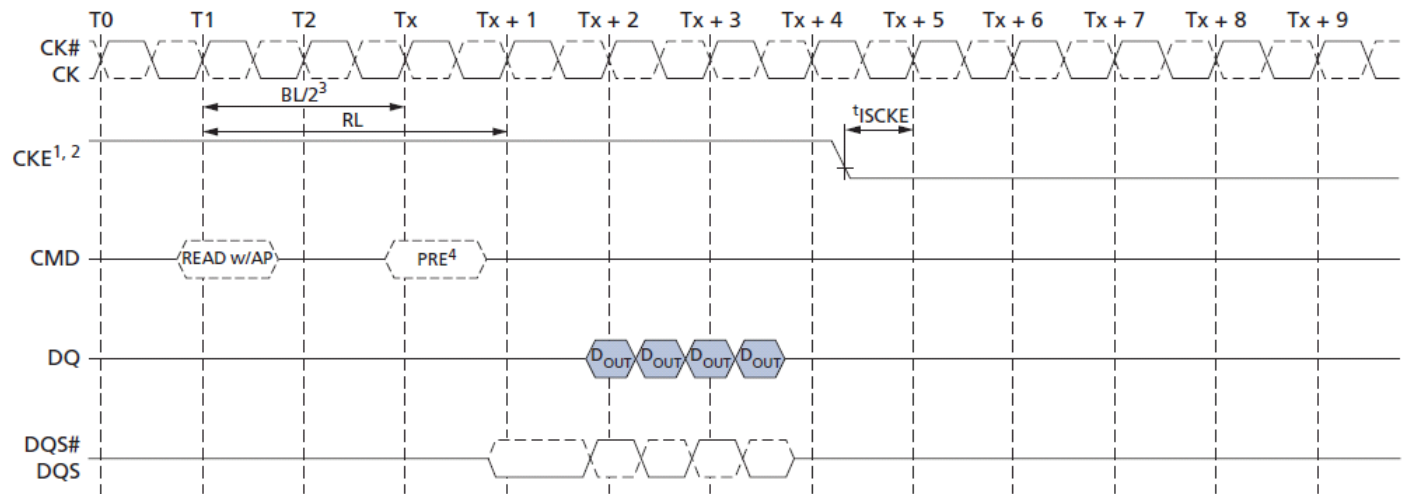 T0 T1 T2 Tx Tx + 1 Tx + 2 Tx + 3 Tx + 4 Tx + 5 Tx + 6 Tx + 7 Tx + 8 Tx + 9
CK#
CK
BL/2³
RL
tISCKE
CKE1, 2
CMD READ w/AP PRE⁴
DQ DOUT DOUT DOUT DOUT
DQS#
DQS